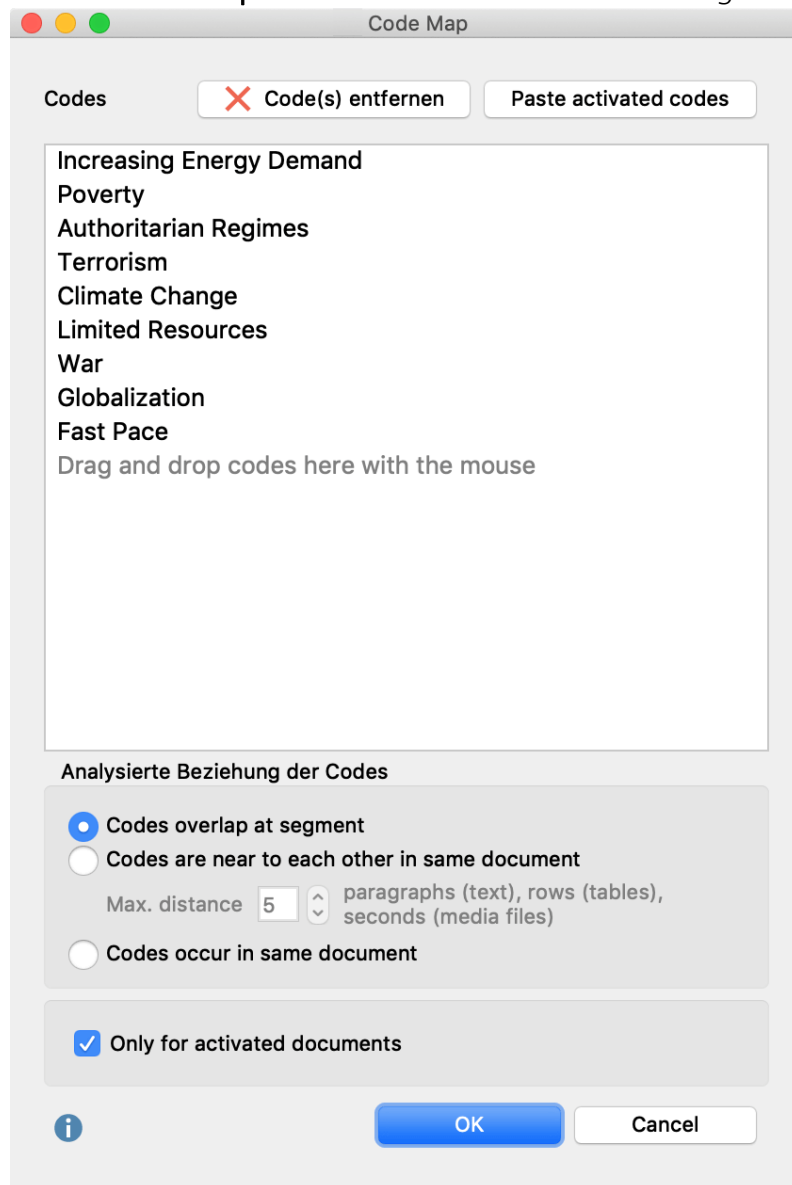 Code Map
Codes
Code(s) entfernen
Paste activated codes
Increasing Energy Demand
Poverty
Authoritarian Regimes
Terrorism
Climate Change
Limited Resources
War
Globalization
Fast Pace
Drag and drop codes here with the mouse
Analysierte Beziehung der Codes
Codes overlap at segment
Codes are near to each other in same document
Max. distance 5 paragraphs (text), rows (tables),
seconds (media files)
Codes occur in same document
Only for activated documents
OK
Cancel